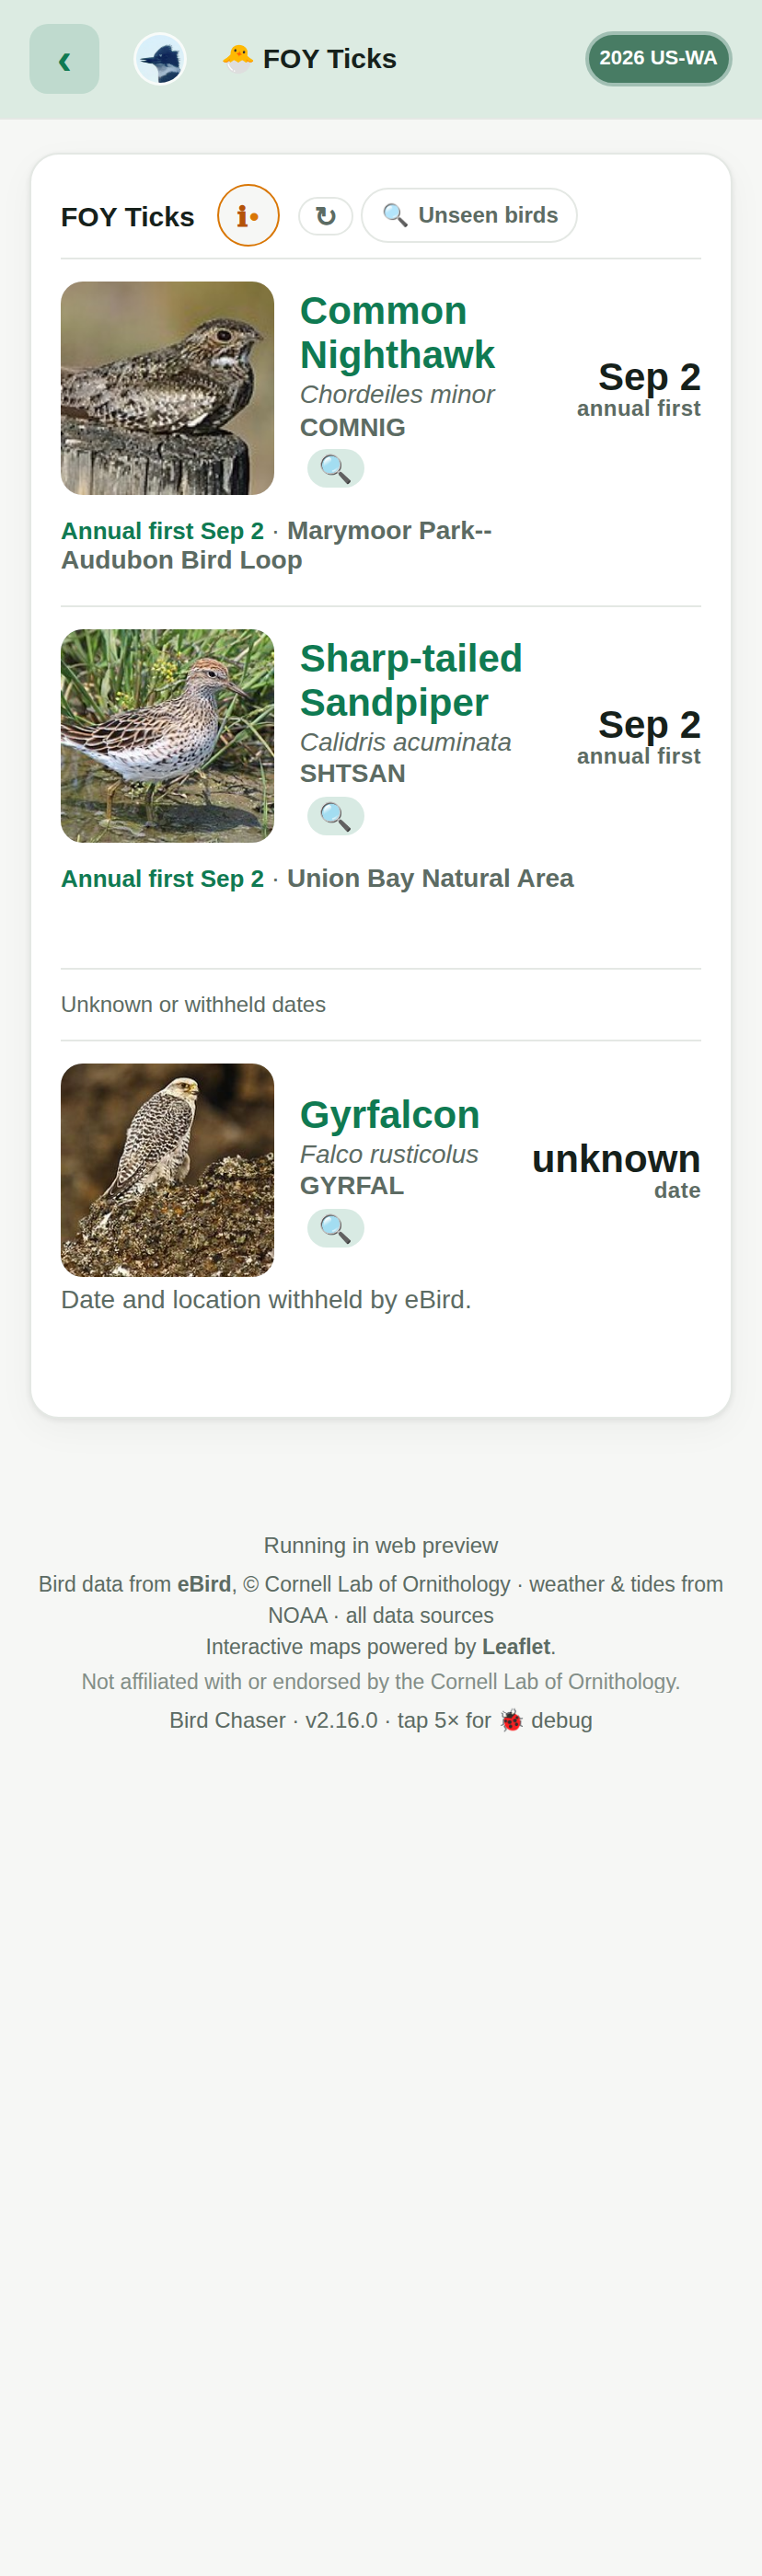 ‹ 🐣 FOY Ticks 2026 US-WA
FOY Ticks ℹ• ↻ 🔍 Unseen birds
Common
Nighthawk
Chordeiles minor
COMNIG
🔍
Sep 2
annual first
Annual first Sep 2 · Marymoor Park--
Audubon Bird Loop
Sharp-tailed
Sandpiper
Calidris acuminata
SHTSAN
🔍
Sep 2
annual first
Annual first Sep 2 · Union Bay Natural Area
Unknown or withheld dates
Gyrfalcon
Falco rusticolus
GYRFAL
🔍
unknown
date
Date and location withheld by eBird.
Running in web preview
Bird data from eBird, © Cornell Lab of Ornithology · weather & tides from
NOAA · all data sources
Interactive maps powered by Leaflet.
Not affiliated with or endorsed by the Cornell Lab of Ornithology.
Bird Chaser · v2.16.0 · tap 5× for 🐞 debug